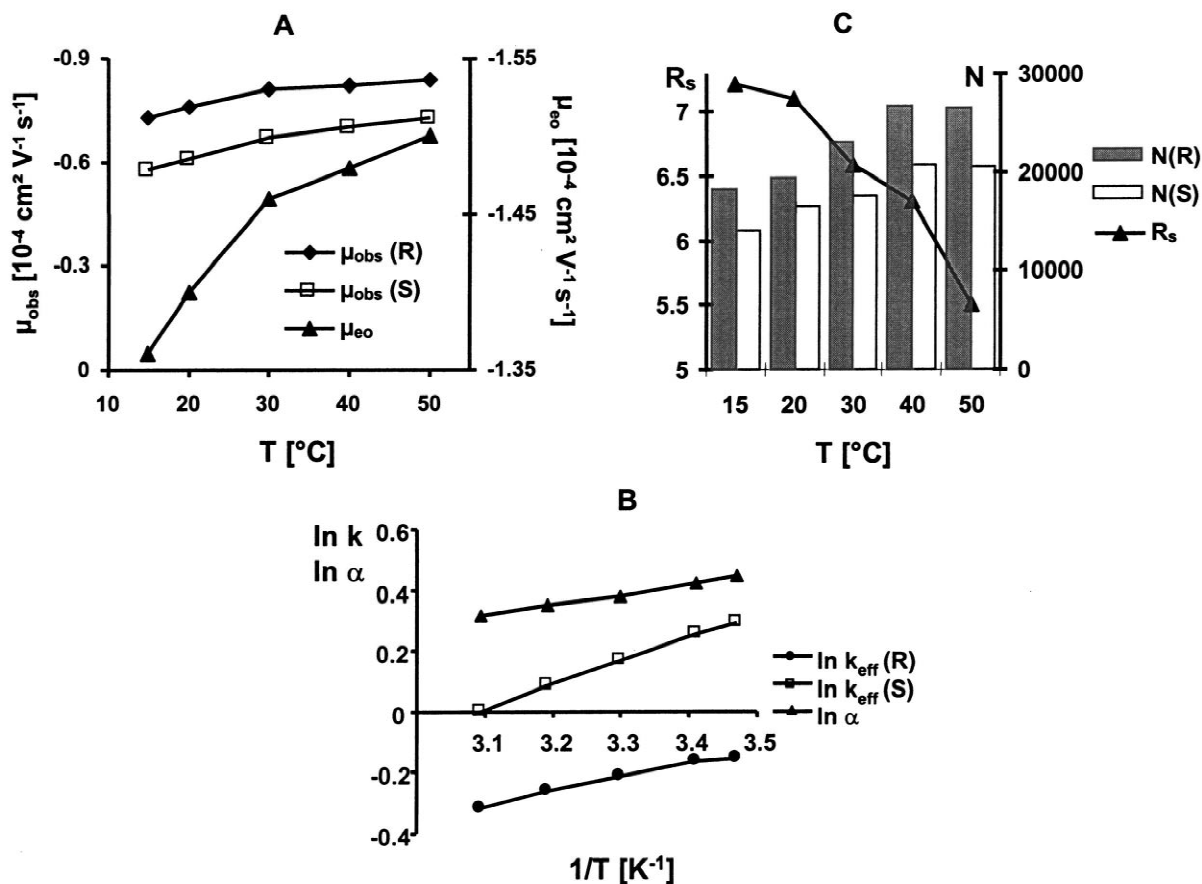 A
-0.9
-0.6
-0.3
0
μobs [10⁻⁴ cm² V⁻¹ s⁻¹]
-1.55
-1.45
-1.35
μeo [10⁻⁴ cm² V⁻¹ s⁻¹]
μobs (R)
μobs (S)
μeo
10 20 30 40 50
T [°C]
C
Rs
7
6.5
6
5.5
5
N
30000
20000
10000
0
N(R)
N(S)
Rs
15 20 30 40 50
T [°C]
B
ln k
ln α
0.6
0.4
0.2
0
-0.2
-0.4
3.1 3.2 3.3 3.4 3.5
ln keff (R)
ln keff (S)
ln α
1/T [K⁻¹]